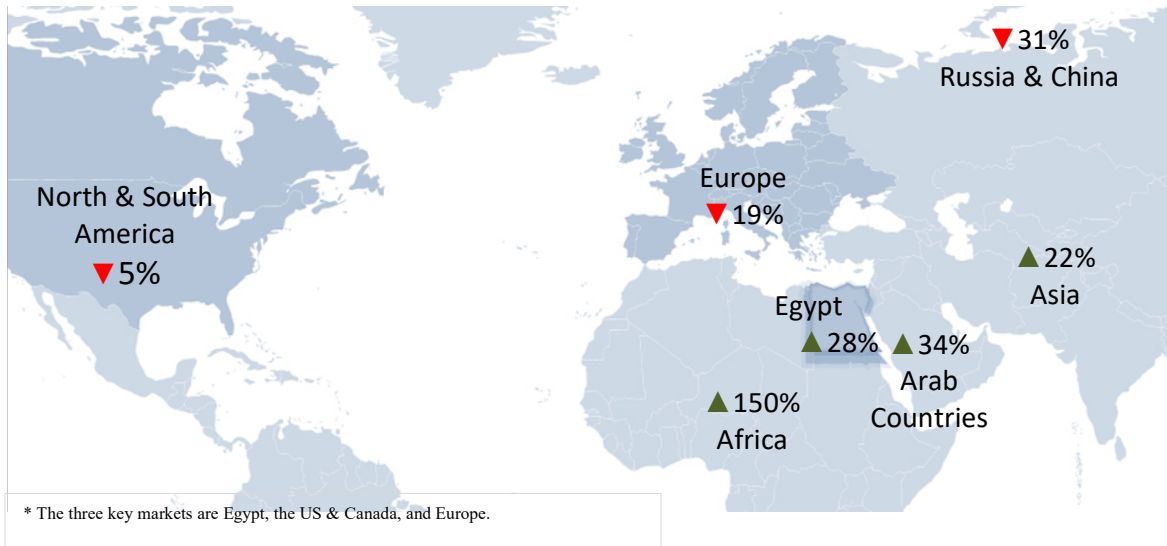 ▼ 31%
Russia & China
North & South
America
▼ 5%
Europe
▼ 19%
▲ 22%
Asia
Egypt
▲ 28%
▲ 34%
Arab
Countries
▲ 150%
Africa
* The three key markets are Egypt, the US & Canada, and Europe.